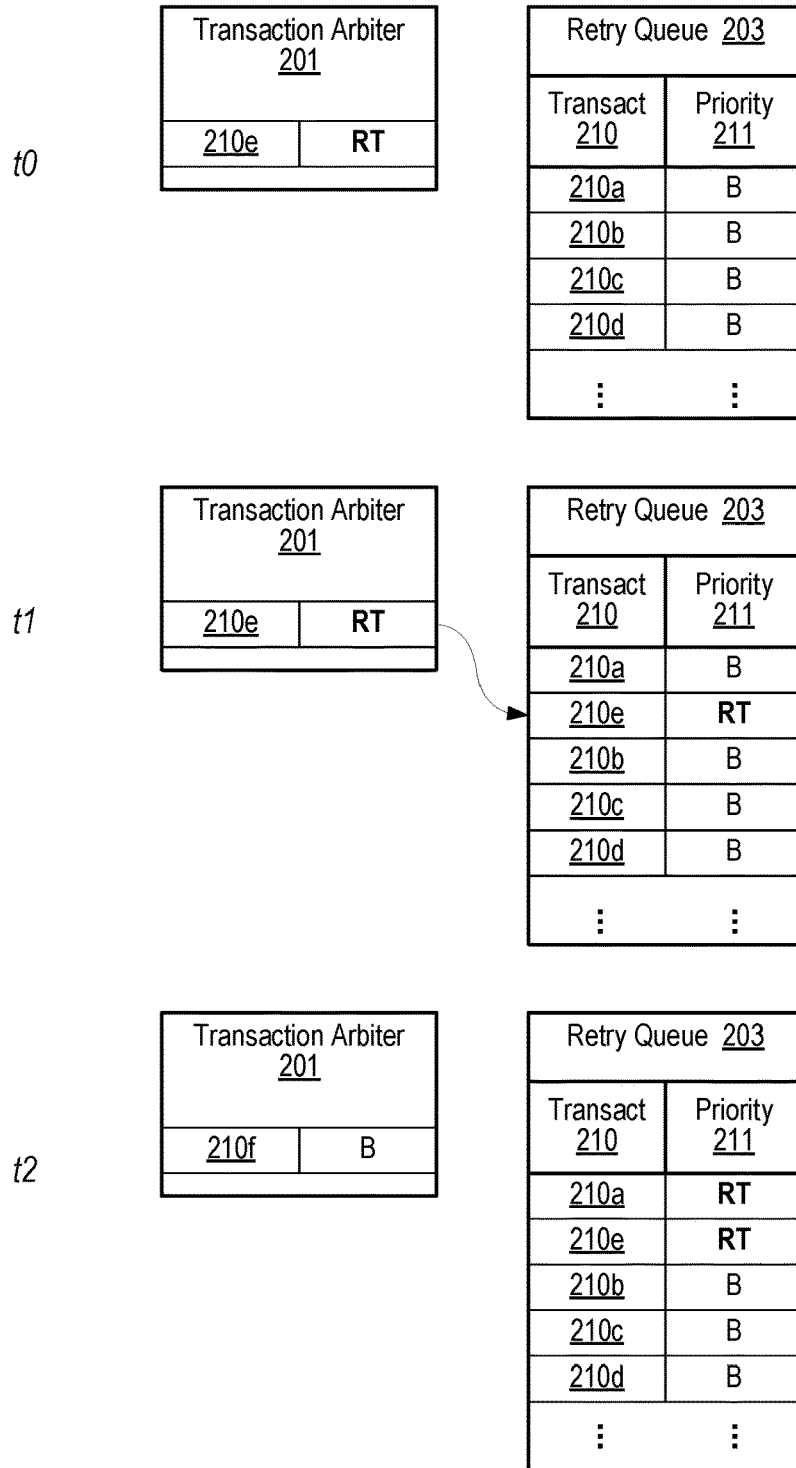 t0
Transaction Arbiter
201
210e RT
Retry Queue 203
Transact Priority
210 211
210a B
210b B
210c B
210d B
⋮ ⋮
t1
Transaction Arbiter
201
210e RT
Retry Queue 203
Transact Priority
210 211
210a B
210e RT
210b B
210c B
210d B
⋮ ⋮
t2
Transaction Arbiter
201
210f B
Retry Queue 203
Transact Priority
210 211
210a RT
210e RT
210b B
210c B
210d B
⋮ ⋮